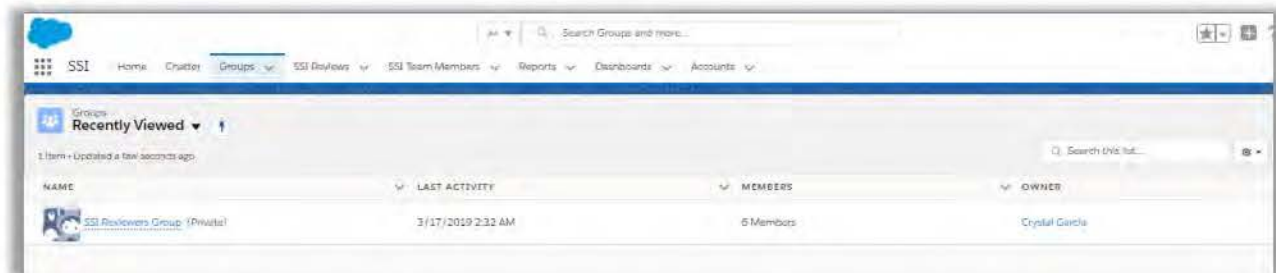 All Search Groups and more...
SSI Home Chatter Groups SSI Reviews SSI Team Members Reports Dashboards Accounts
Groups
Recently Viewed
1 item • Updated a few seconds ago
Search this list...
NAME LAST ACTIVITY MEMBERS OWNER
SSI Reviewers Group (Private) 3/17/2019 2:32 AM 6 Members Crystal Garcia